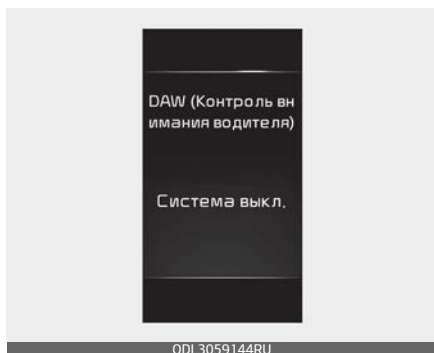 DAW (Контроль вн
имания водителя)
Система выкл.
ODL3059144RU